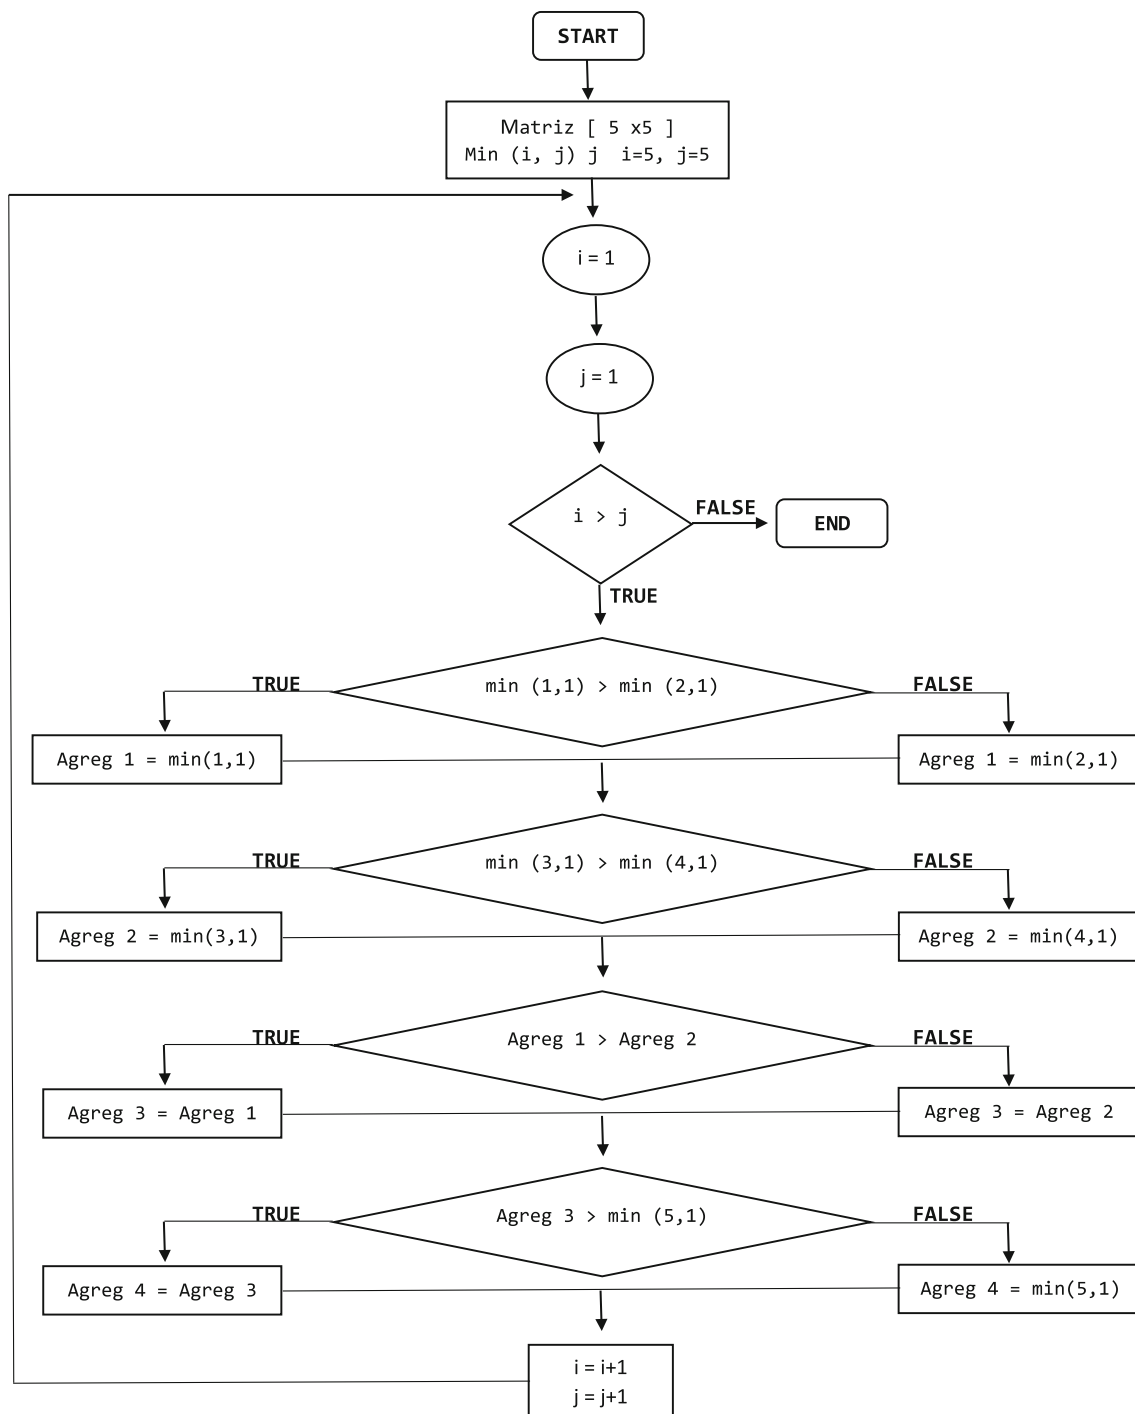 START
Matriz [ 5 x5 ]
Min (i, j) j i=5, j=5
i = 1
j = 1
i > j
FALSE
END
TRUE
min (1,1) > min (2,1)
TRUE
FALSE
Agreg 1 = min(1,1)
Agreg 1 = min(2,1)
min (3,1) > min (4,1)
TRUE
FALSE
Agreg 2 = min(3,1)
Agreg 2 = min(4,1)
Agreg 1 > Agreg 2
TRUE
FALSE
Agreg 3 = Agreg 1
Agreg 3 = Agreg 2
Agreg 3 > min (5,1)
TRUE
FALSE
Agreg 4 = Agreg 3
Agreg 4 = min(5,1)
i = i+1
j = j+1